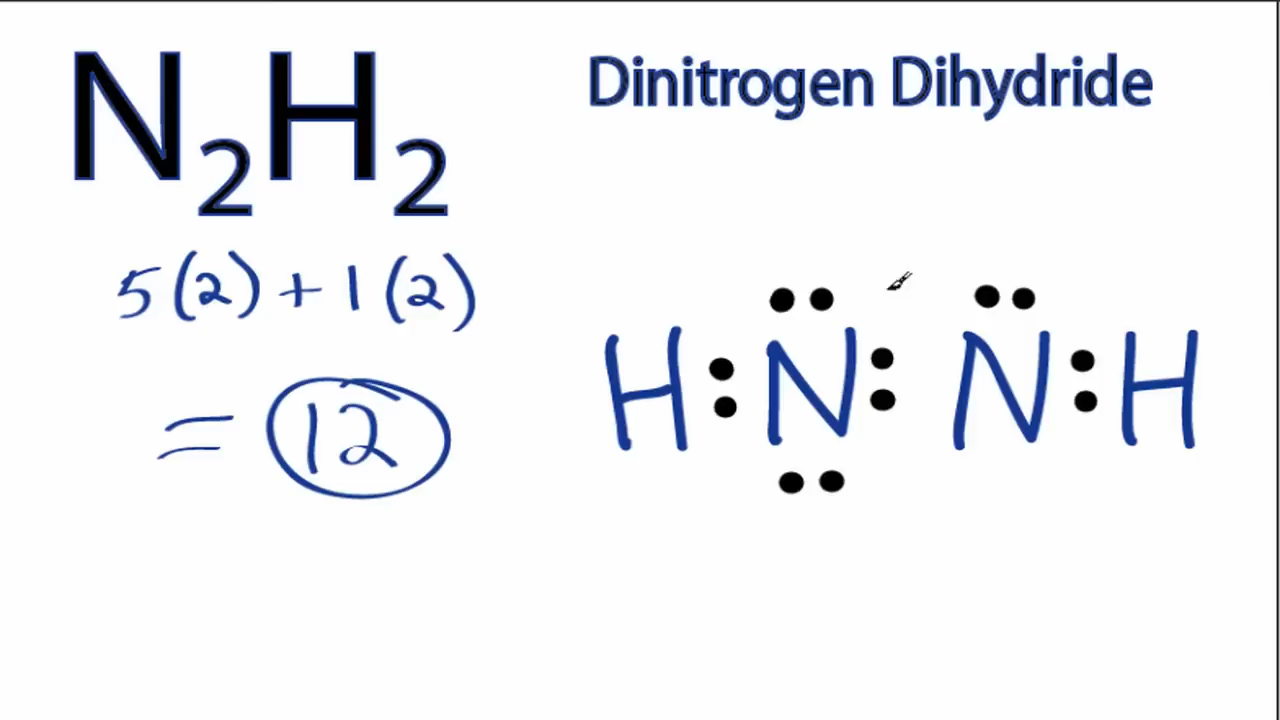 N₂H₂
Dinitrogen Dihydride
5(2) + 1(2)
= 12
H : N : N : H